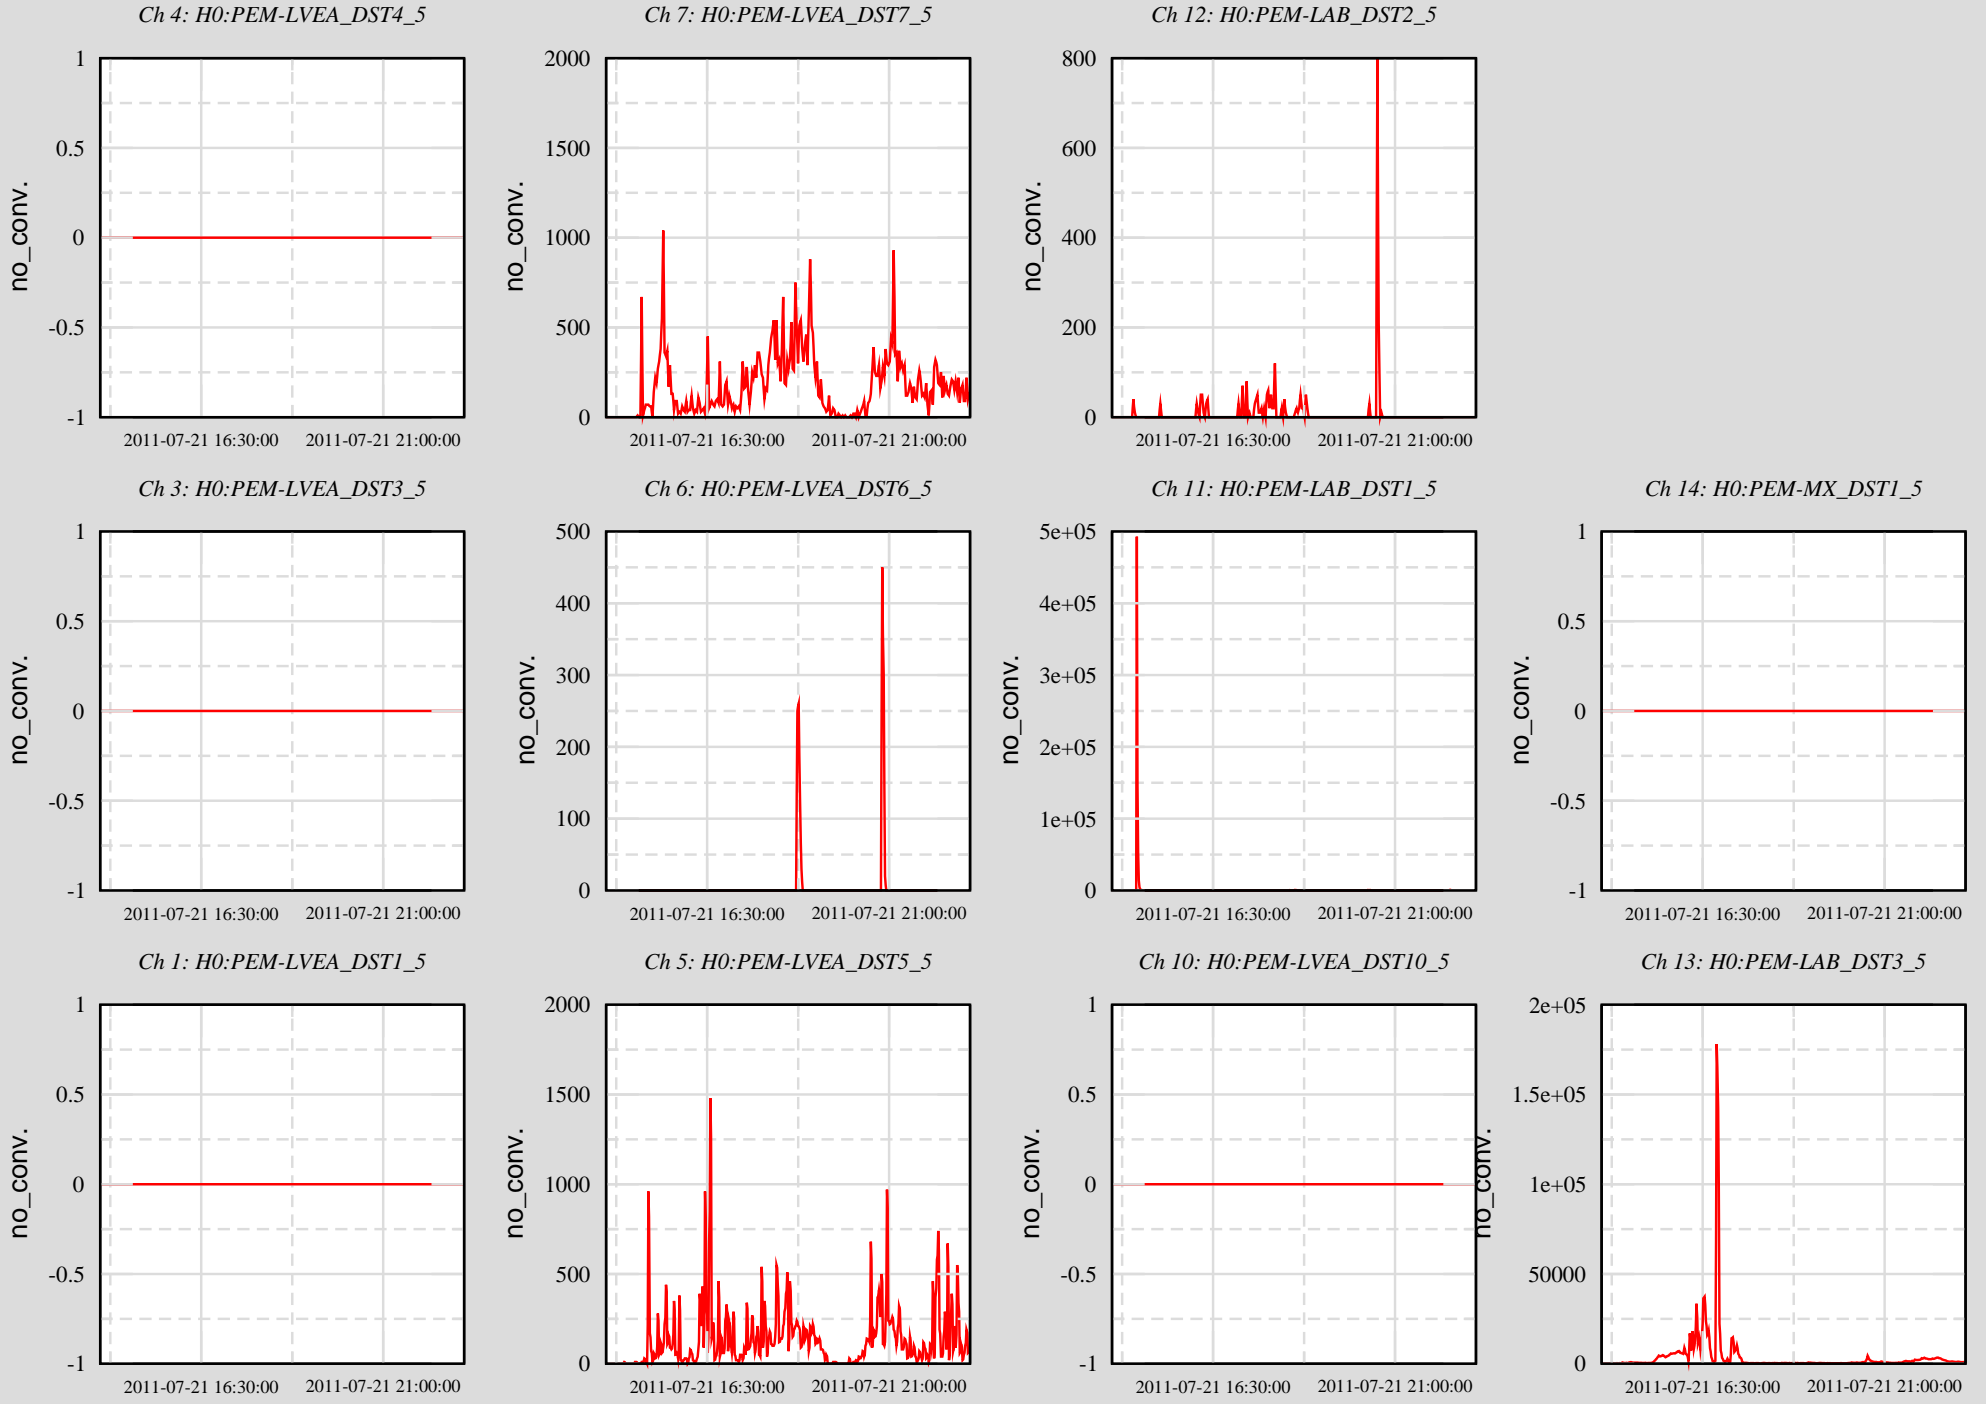 Ch 4: H0:PEM-LVEA_DST4_5
1
0.5
0
-0.5
-1
no_conv.
2011-07-21 16:30:00
2011-07-21 21:00:00
Ch 7: H0:PEM-LVEA_DST7_5
2000
1500
1000
500
0
no_conv.
2011-07-21 16:30:00
2011-07-21 21:00:00
Ch 12: H0:PEM-LAB_DST2_5
800
600
400
200
0
no_conv.
2011-07-21 16:30:00
2011-07-21 21:00:00
Ch 3: H0:PEM-LVEA_DST3_5
1
0.5
0
-0.5
-1
no_conv.
2011-07-21 16:30:00
2011-07-21 21:00:00
Ch 6: H0:PEM-LVEA_DST6_5
500
400
300
200
100
0
no_conv.
2011-07-21 16:30:00
2011-07-21 21:00:00
Ch 11: H0:PEM-LAB_DST1_5
5e+05
4e+05
3e+05
2e+05
1e+05
0
no_conv.
2011-07-21 16:30:00
2011-07-21 21:00:00
Ch 14: H0:PEM-MX_DST1_5
1
0.5
0
-0.5
-1
no_conv.
2011-07-21 16:30:00
2011-07-21 21:00:00
Ch 1: H0:PEM-LVEA_DST1_5
1
0.5
0
-0.5
-1
no_conv.
2011-07-21 16:30:00
2011-07-21 21:00:00
Ch 5: H0:PEM-LVEA_DST5_5
2000
1500
1000
500
0
no_conv.
2011-07-21 16:30:00
2011-07-21 21:00:00
Ch 10: H0:PEM-LVEA_DST10_5
1
0.5
0
-0.5
-1
no_conv.
2011-07-21 16:30:00
2011-07-21 21:00:00
Ch 13: H0:PEM-LAB_DST3_5
2e+05
1.5e+05
1e+05
50000
0
no_conv.
2011-07-21 16:30:00
2011-07-21 21:00:00